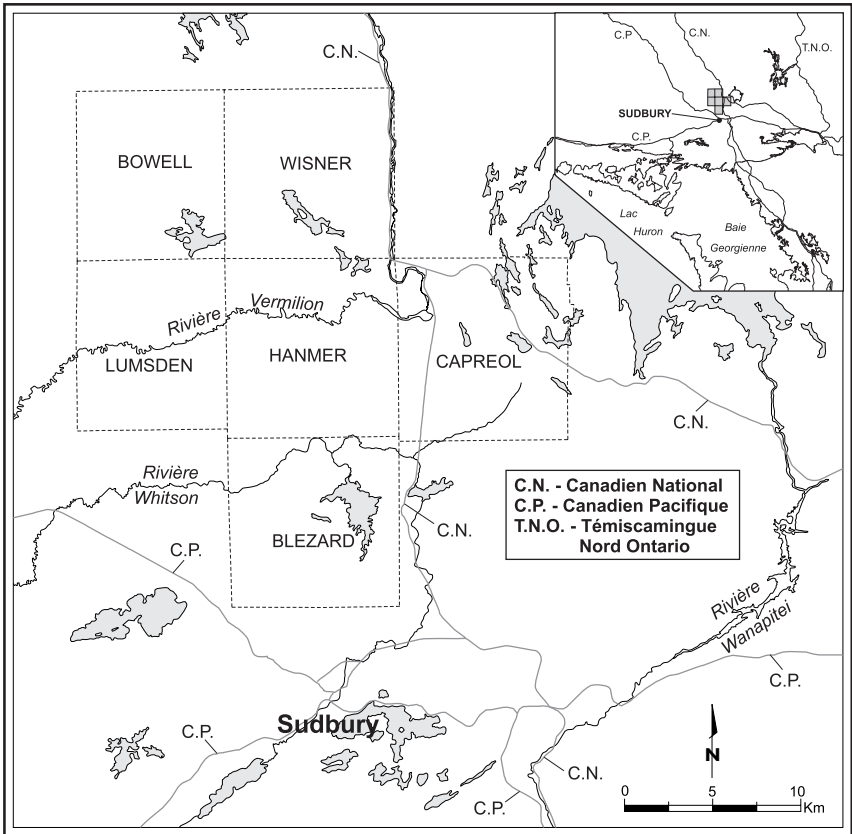 C.N.
C.P
C.N.
T.N.O.
SUDBURY
C.P.
Lac
Huron
Baie
Georgienne
BOWELL
WISNER
Rivière
Vermilion
LUMSDEN
HANMER
CAPREOL
C.N.
Rivière
Whitson
C.N. - Canadien National
C.P. - Canadien Pacifique
T.N.O. - Témiscamingue
Nord Ontario
C.N.
BLEZARD
C.P.
Rivière
Wanapitei
C.P.
Sudbury
C.P.
C.N.
C.P.
N
0 5 10
Km